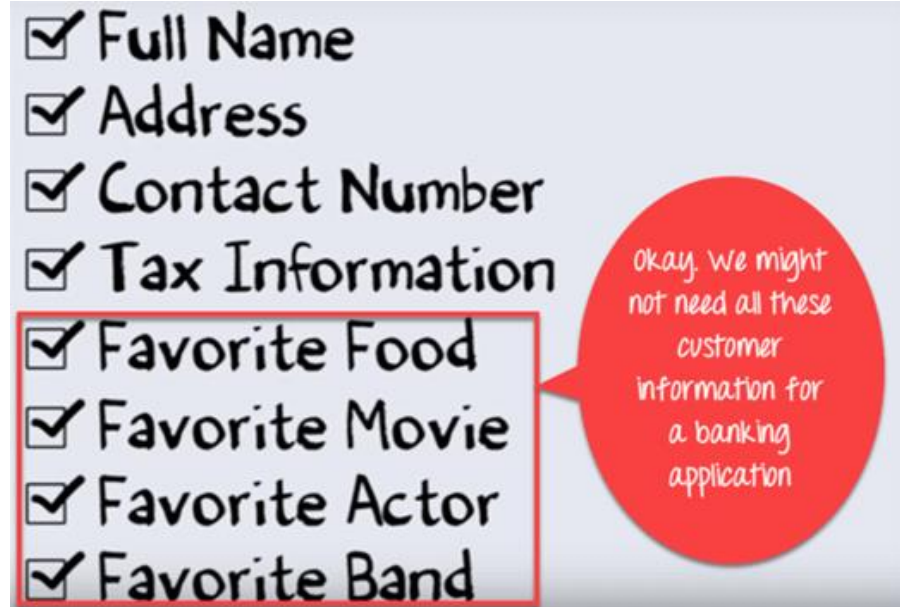 Full Name
Address
Contact Number
Tax Information
Favorite Food
Favorite Movie
Favorite Actor
Favorite Band
Okay. We might
not need all these
customer
information for
a banking
application